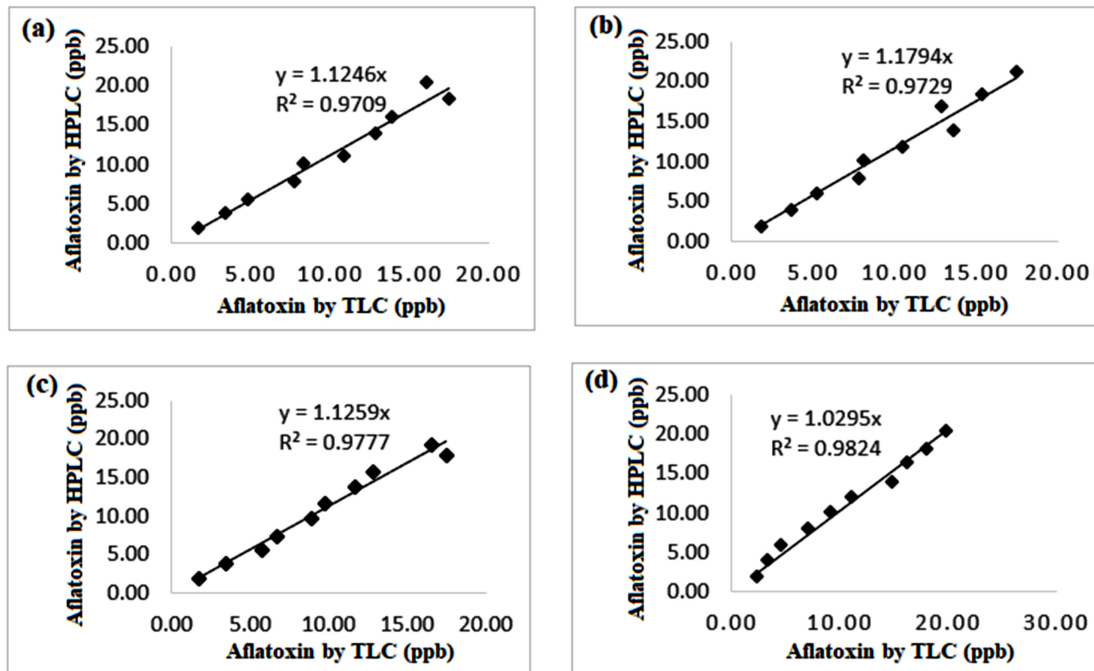 (a)
Aflatoxin by HPLC (ppb)
25.00
20.00
15.00
10.00
5.00
0.00
y = 1.1246x
R² = 0.9709
0.00 5.00 10.00 15.00 20.00
Aflatoxin by TLC (ppb)
(b)
Aflatoxin by HPLC (ppb)
25.00
20.00
15.00
10.00
5.00
0.00
y = 1.1794x
R² = 0.9729
0.00 5.00 10.00 15.00 20.00
Aflatoxin by TLC (ppb)
(c)
Aflatoxin by HPLC (ppb)
25.00
20.00
15.00
10.00
5.00
0.00
y = 1.1259x
R² = 0.9777
0.00 5.00 10.00 15.00 20.00
Aflatoxin by TLC (ppb)
(d)
Aflatoxin by HPLC (ppb)
25.00
20.00
15.00
10.00
5.00
0.00
y = 1.0295x
R² = 0.9824
0.00 10.00 20.00 30.00
Aflatoxin by TLC (ppb)